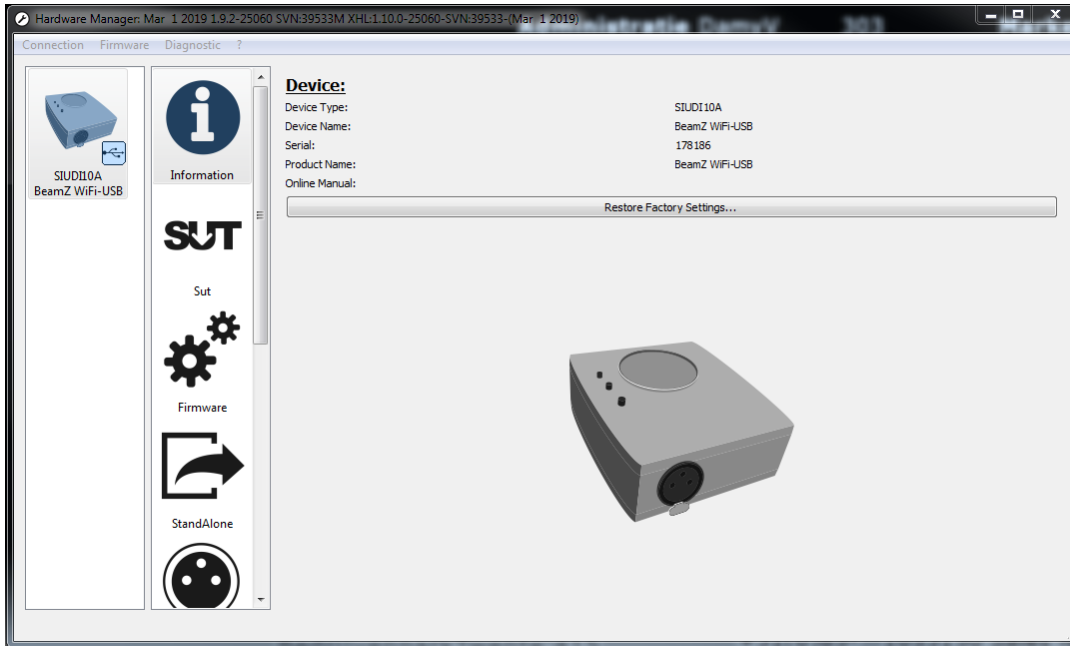 Hardware Manager: Mar 1 2019 1.9.2-25060 SVN:39533M XHL:1.10.0-25060-SVN:39533-(Mar 1 2019)
Connection Firmware Diagnostic ?
SIUDI10A
BeamZ WiFi-USB
Information
SUT
Sut
Firmware
StandAlone
Device:
Device Type: SIUDI10A
Device Name: BeamZ WiFi-USB
Serial: 178186
Product Name: BeamZ WiFi-USB
Online Manual:
Restore Factory Settings...